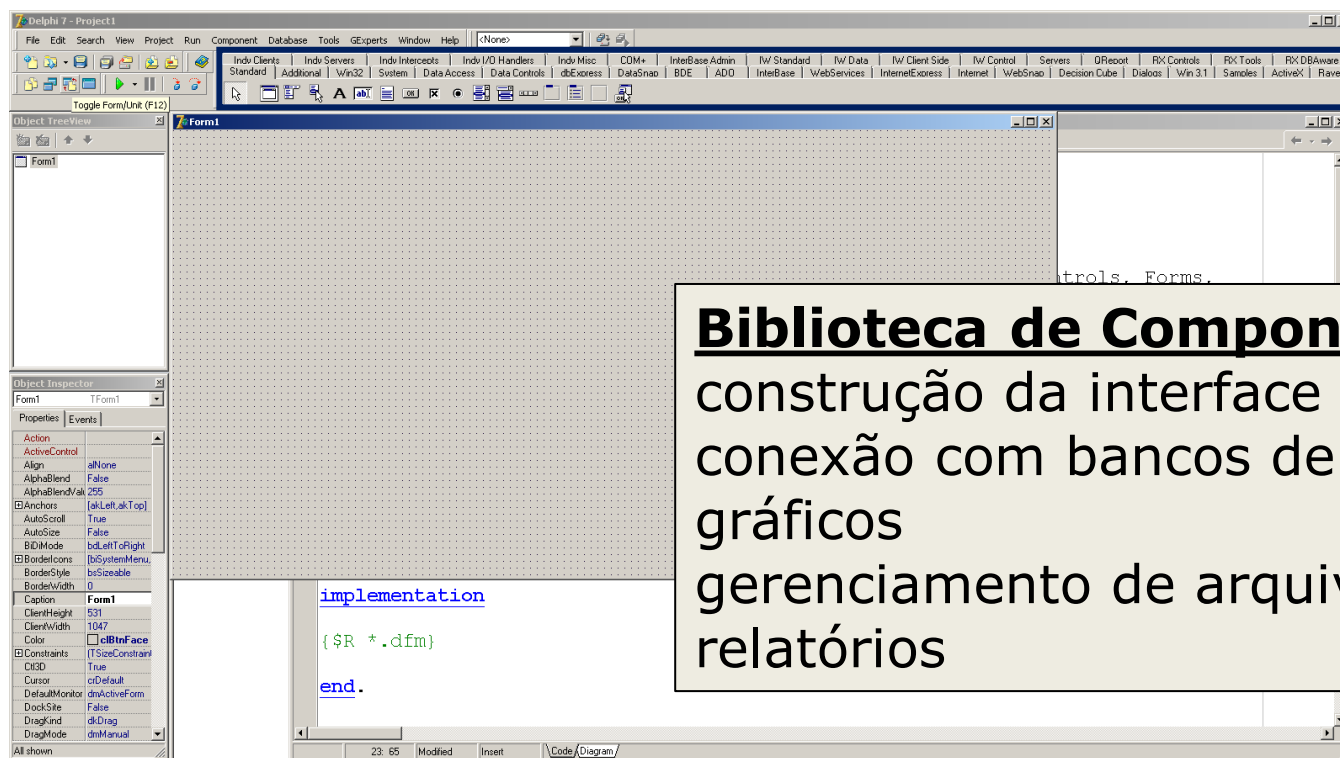 Delphi 7 - Project1
File Edit Search View Project Run Component Database Tools GExperts Window Help <None>
Indy Clients Indy Servers Indy Intercepts Indy I/O Handlers Indy Misc COM+ InterBase Admin IW Standard IW Data IW Client Side IW Control Servers QReport RX Controls RX Tools RX DBAware
Standard Additional Win32 System Data Access Data Controls dbExpress DataSnap BDE ADO InterBase WebServices InternetExpress Internet WebSnap Decision Cube Dialogs Win 3.1 Samples ActiveX Rave
Toggle Form/Unit (F12)
Object TreeView
Form1
Form1
ntrols, Forms,
Biblioteca de Compon
construção da interface
conexão com bancos de
gráficos
gerenciamento de arquiv
relatórios
Object Inspector
Form1 TForm1
Properties Events
Action
ActiveControl
Align alNone
AlphaBlend False
AlphaBlendValu 255
Anchors [akLeft,akTop]
AutoScroll True
AutoSize False
BiDiMode bdLeftToRight
BorderIcons [biSystemMenu,
BorderStyle bsSizeable
BorderWidth 0
Caption Form1
ClientHeight 531
ClientWidth 1047
Color clBtnFace
Constraints (TSizeConstraint
Ctl3D True
Cursor crDefault
DefaultMonitor dmActiveForm
DockSite False
DragKind dkDrag
DragMode dmManual
All shown
implementation
{$R *.dfm}
end.
23: 65 Modified Insert Code Diagram